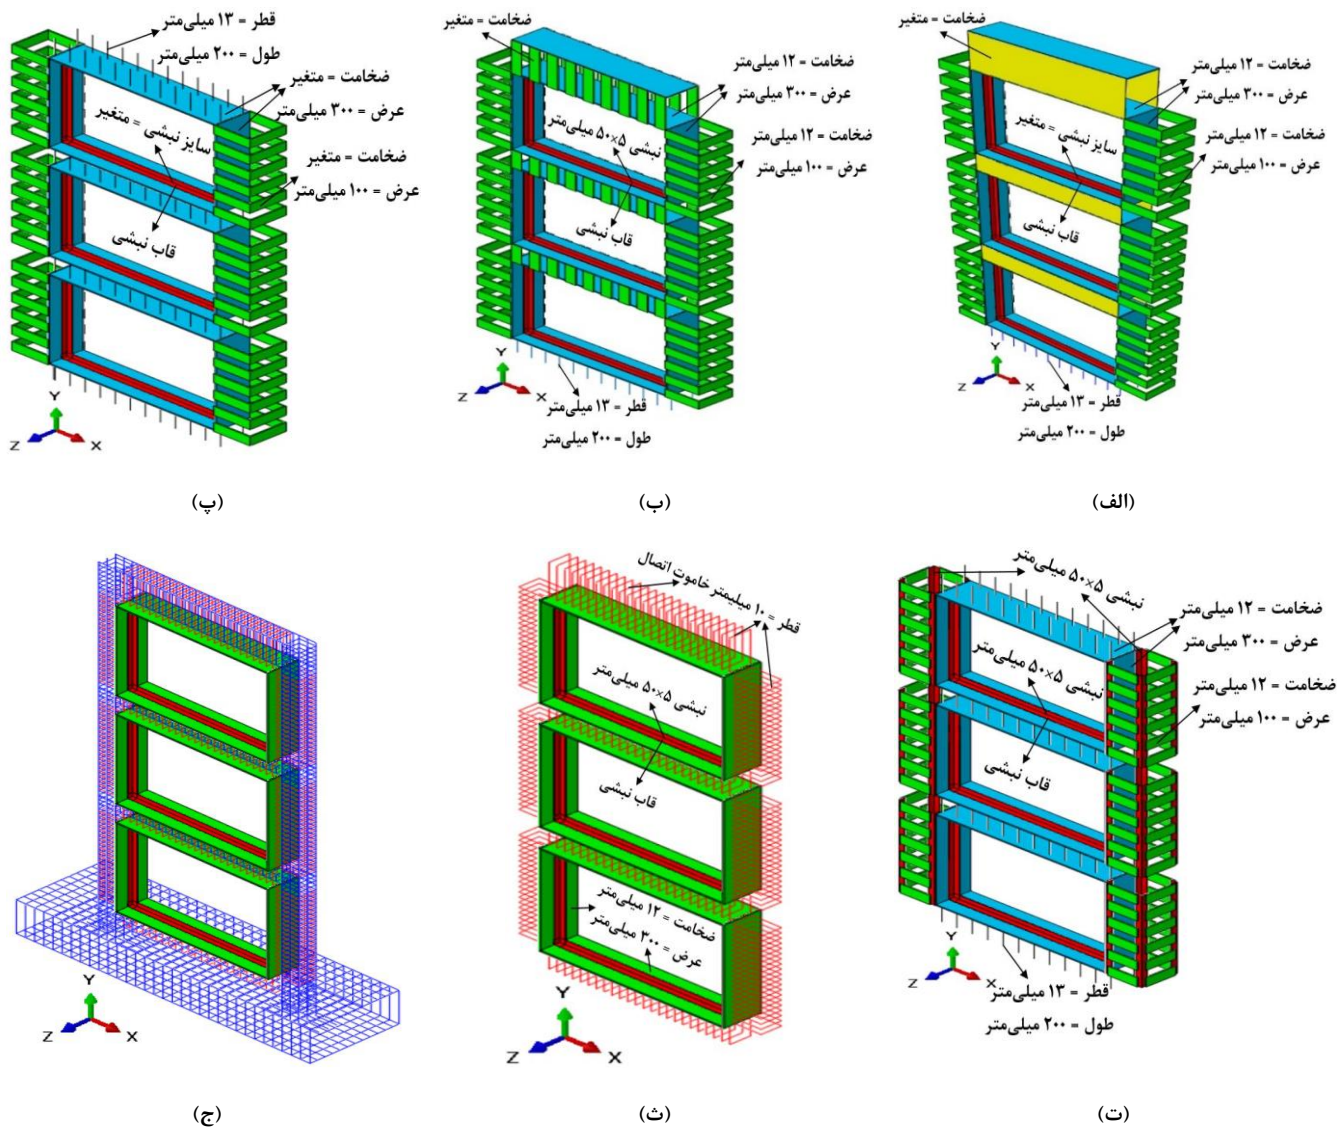 ضخامت = متغیر
ضخامت = ۱۲ میلی‌متر
عرض = ۳۰۰ میلی‌متر
ضخامت = ۱۲ میلی‌متر
عرض = ۱۰۰ میلی‌متر
سایز نبشی = متغیر
قاب نبشی
Y
Z
X
قطر = ۱۳ میلی‌متر
طول = ۲۰۰ میلی‌متر
(الف)
ضخامت = متغیر
ضخامت = ۱۲ میلی‌متر
عرض = ۳۰۰ میلی‌متر
ضخامت = ۱۲ میلی‌متر
عرض = ۱۰۰ میلی‌متر
نبشی ۵×۵۰ میلی‌متر
قاب نبشی
Y
Z
X
قطر = ۱۳ میلی‌متر
طول = ۲۰۰ میلی‌متر
(ب)
قطر = ۱۳ میلی‌متر
طول = ۲۰۰ میلی‌متر
ضخامت = متغیر
عرض = ۳۰۰ میلی‌متر
ضخامت = متغیر
عرض = ۱۰۰ میلی‌متر
سایز نبشی = متغیر
قاب نبشی
Y
Z
X
(پ)
نبشی ۵×۵۰ میلی‌متر
ضخامت = ۱۲ میلی‌متر
عرض = ۳۰۰ میلی‌متر
ضخامت = ۱۲ میلی‌متر
عرض = ۱۰۰ میلی‌متر
نبشی ۵×۵۰ میلی‌متر
قاب نبشی
Y
Z
X
قطر = ۱۳ میلی‌متر
طول = ۲۰۰ میلی‌متر
(ت)
قطر = ۱۰ میلیمتر خاموت اتصال
نبشی ۵×۵۰ میلی‌متر
قاب نبشی
ضخامت = ۱۲ میلی‌متر
عرض = ۳۰۰ میلی‌متر
Y
Z
X
(ث)
Y
Z
X
(ج)